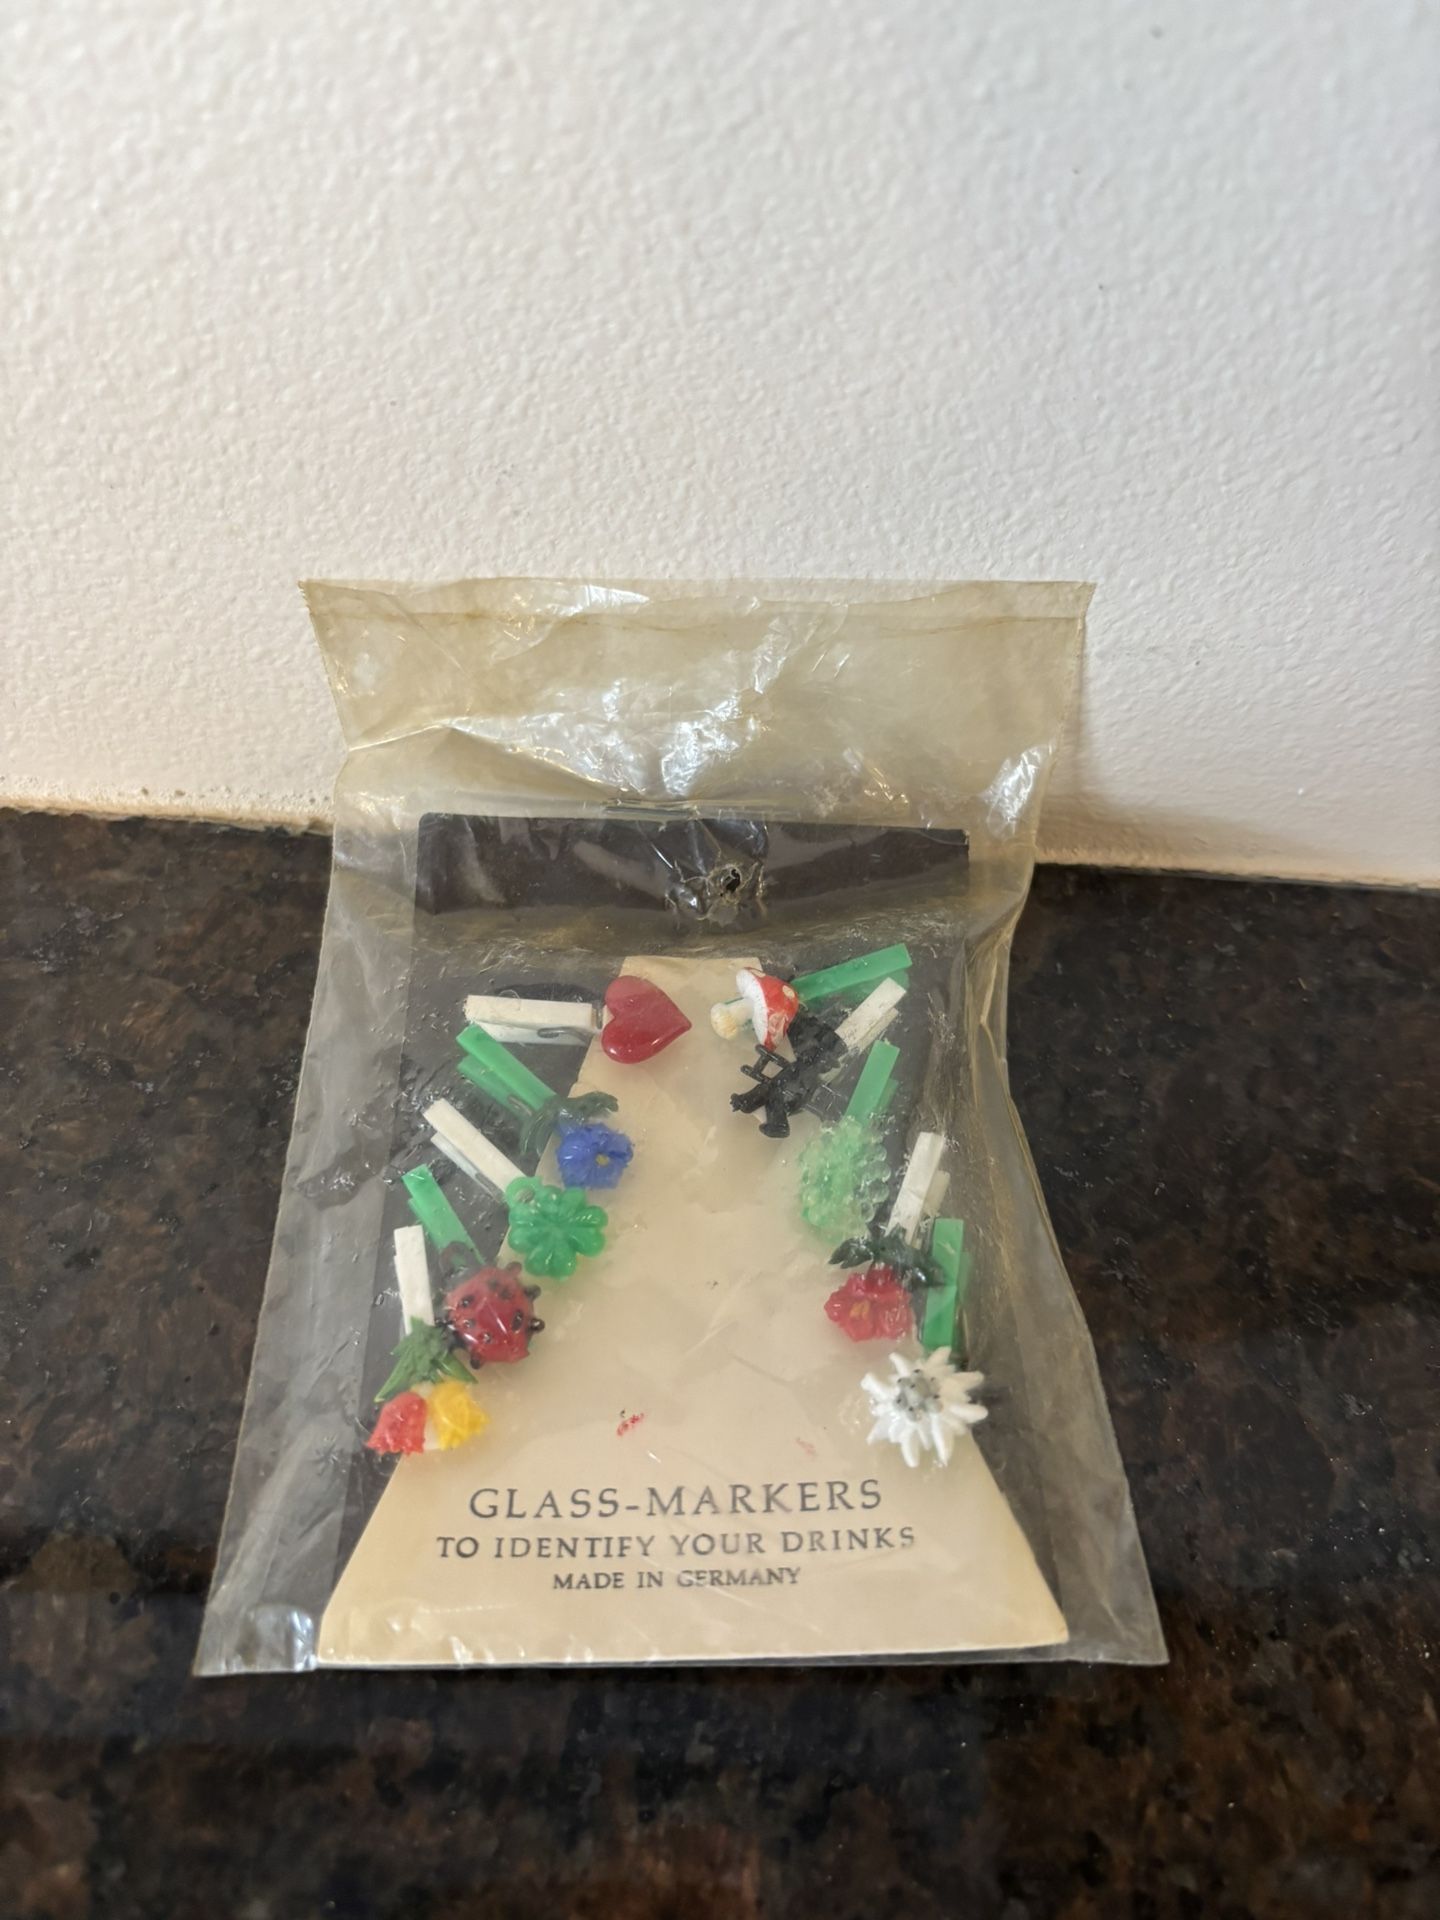 GLASS-MARKERS
TO IDENTIFY YOUR DRINKS
MADE IN GERMANY